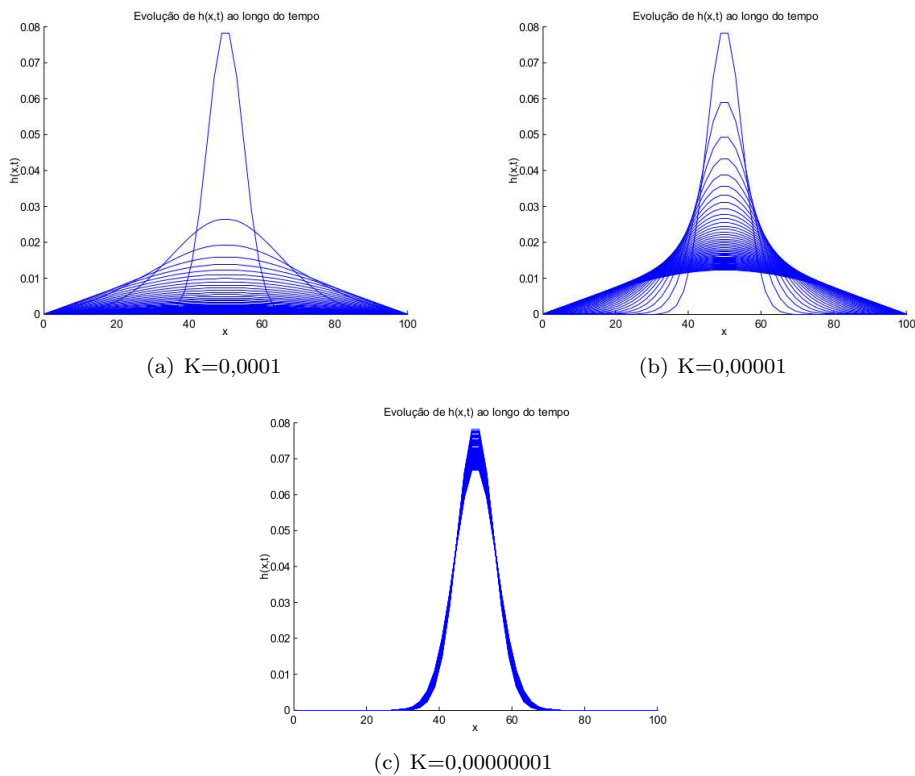 Evolução de h(x,t) ao longo do tempo
0.08
0.07
0.06
0.05
0.04
0.03
0.02
0.01
0
h(x,t)
0 20 40 60 80 100
x
(a) K=0,0001
Evolução de h(x,t) ao longo do tempo
0.08
0.07
0.06
0.05
0.04
0.03
0.02
0.01
0
h(x,t)
0 20 40 60 80 100
x
(b) K=0,00001
Evolução de h(x,t) ao longo do tempo
0.08
0.07
0.06
0.05
0.04
0.03
0.02
0.01
0
h(x,t)
0 20 40 60 80 100
x
(c) K=0,00000001